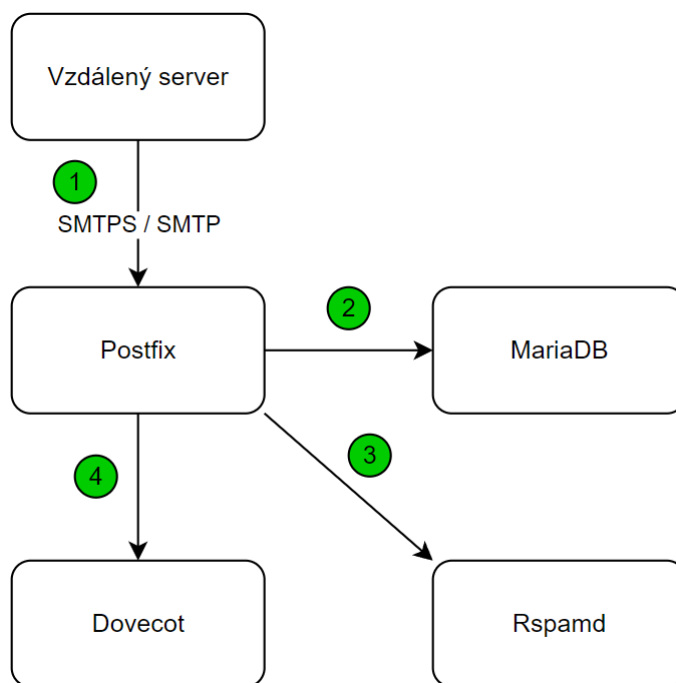 Vzdálený server
1
SMTPS / SMTP
Postfix
2
MariaDB
3
4
Dovecot
Rspamd